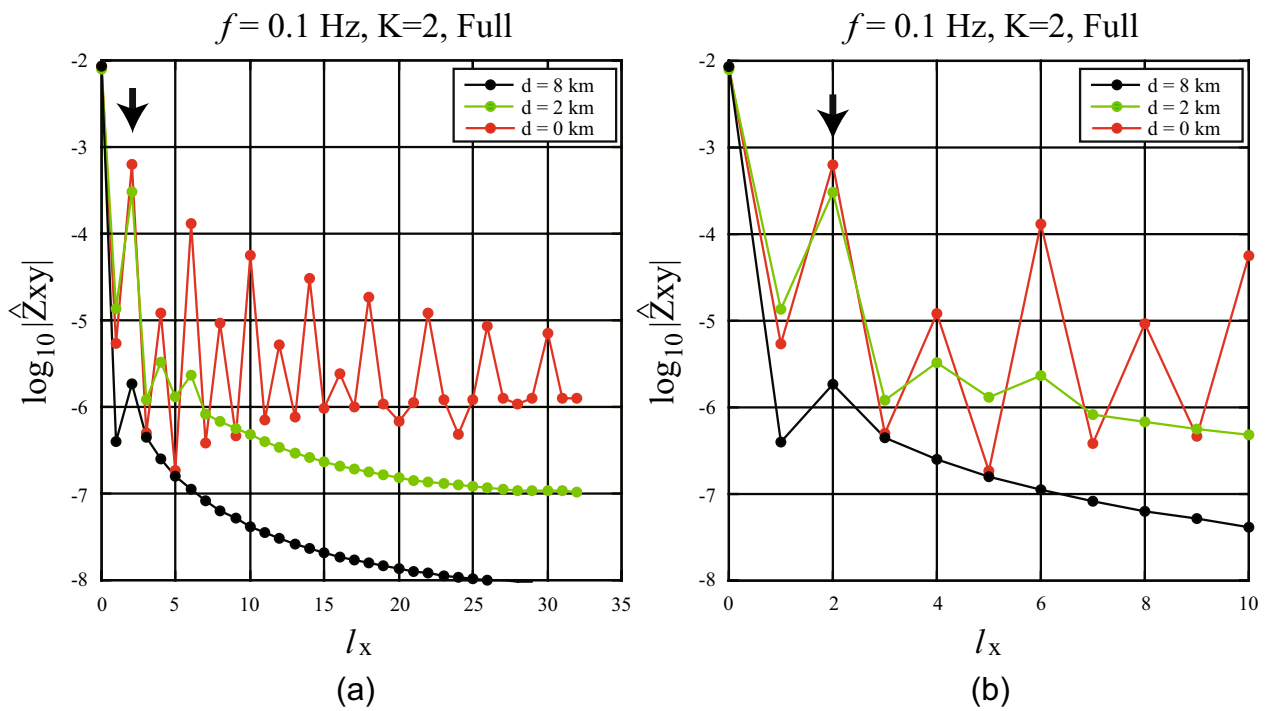 f = 0.1 Hz, K=2, Full
-2
-3
-4
-5
-6
-7
-8
log10|Ẑxy|
d = 8 km
d = 2 km
d = 0 km
0 5 10 15 20 25 30 35
lx
(a)
f = 0.1 Hz, K=2, Full
-2
-3
-4
-5
-6
-7
-8
log10|Ẑxy|
d = 8 km
d = 2 km
d = 0 km
0 2 4 6 8 10
lx
(b)